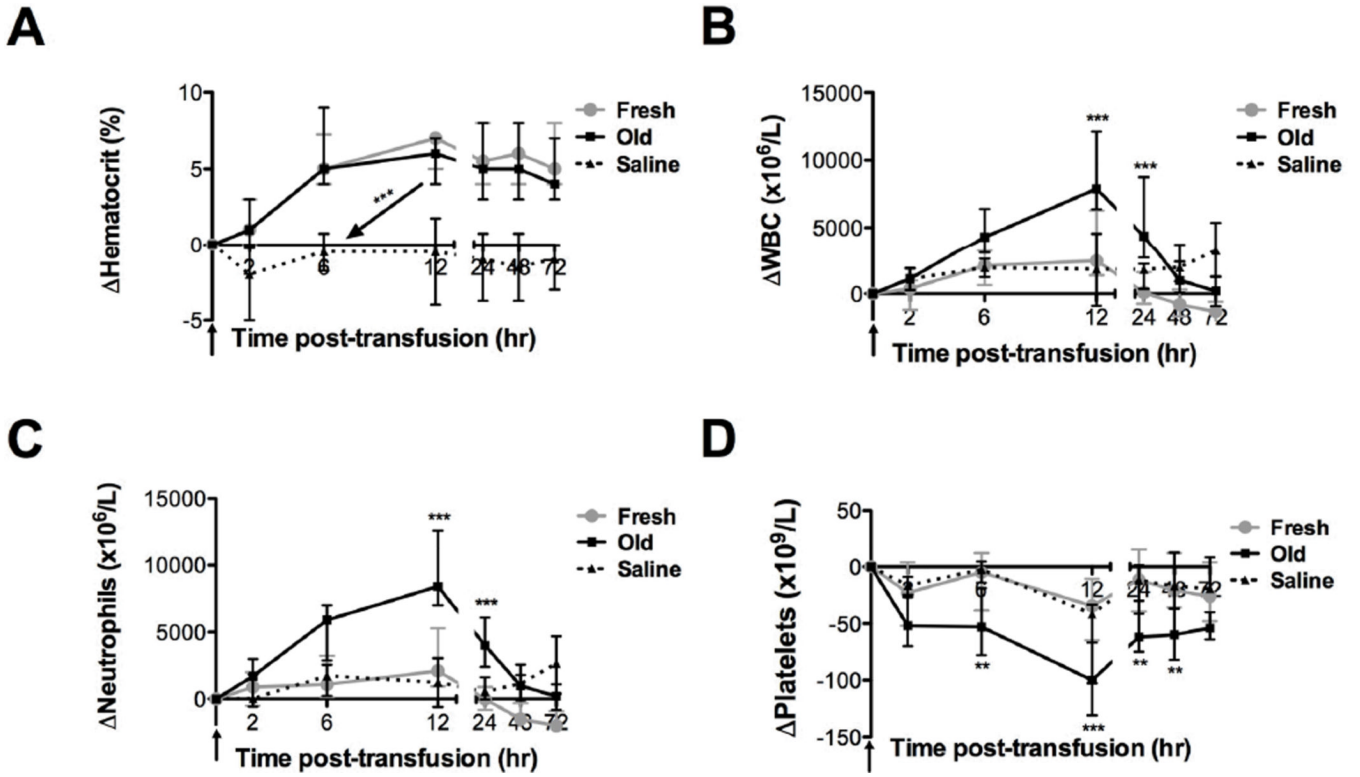 A
ΔHematocrit (%)
10
5
0
-5
***
2 6 12 24 48 72
Time post-transfusion (hr)
Fresh
Old
Saline
B
ΔWBC (x10⁶/L)
15000
10000
5000
0
***
***
2 6 12 24 48 72
Time post-transfusion (hr)
Fresh
Old
Saline
C
ΔNeutrophils (x10⁶/L)
15000
10000
5000
0
***
***
2 6 12 24 48 72
Time post-transfusion (hr)
Fresh
Old
Saline
D
ΔPlatelets (x10⁹/L)
50
0
-50
-100
-150
6 12 24 48 72
**
***
**
**
Time post-transfusion (hr)
Fresh
Old
Saline